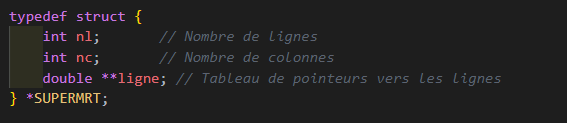 typedef struct {
    int nl;       // Nombre de lignes
    int nc;       // Nombre de colonnes
    double **ligne; // Tableau de pointeurs vers les lignes
} *SUPERMRT;